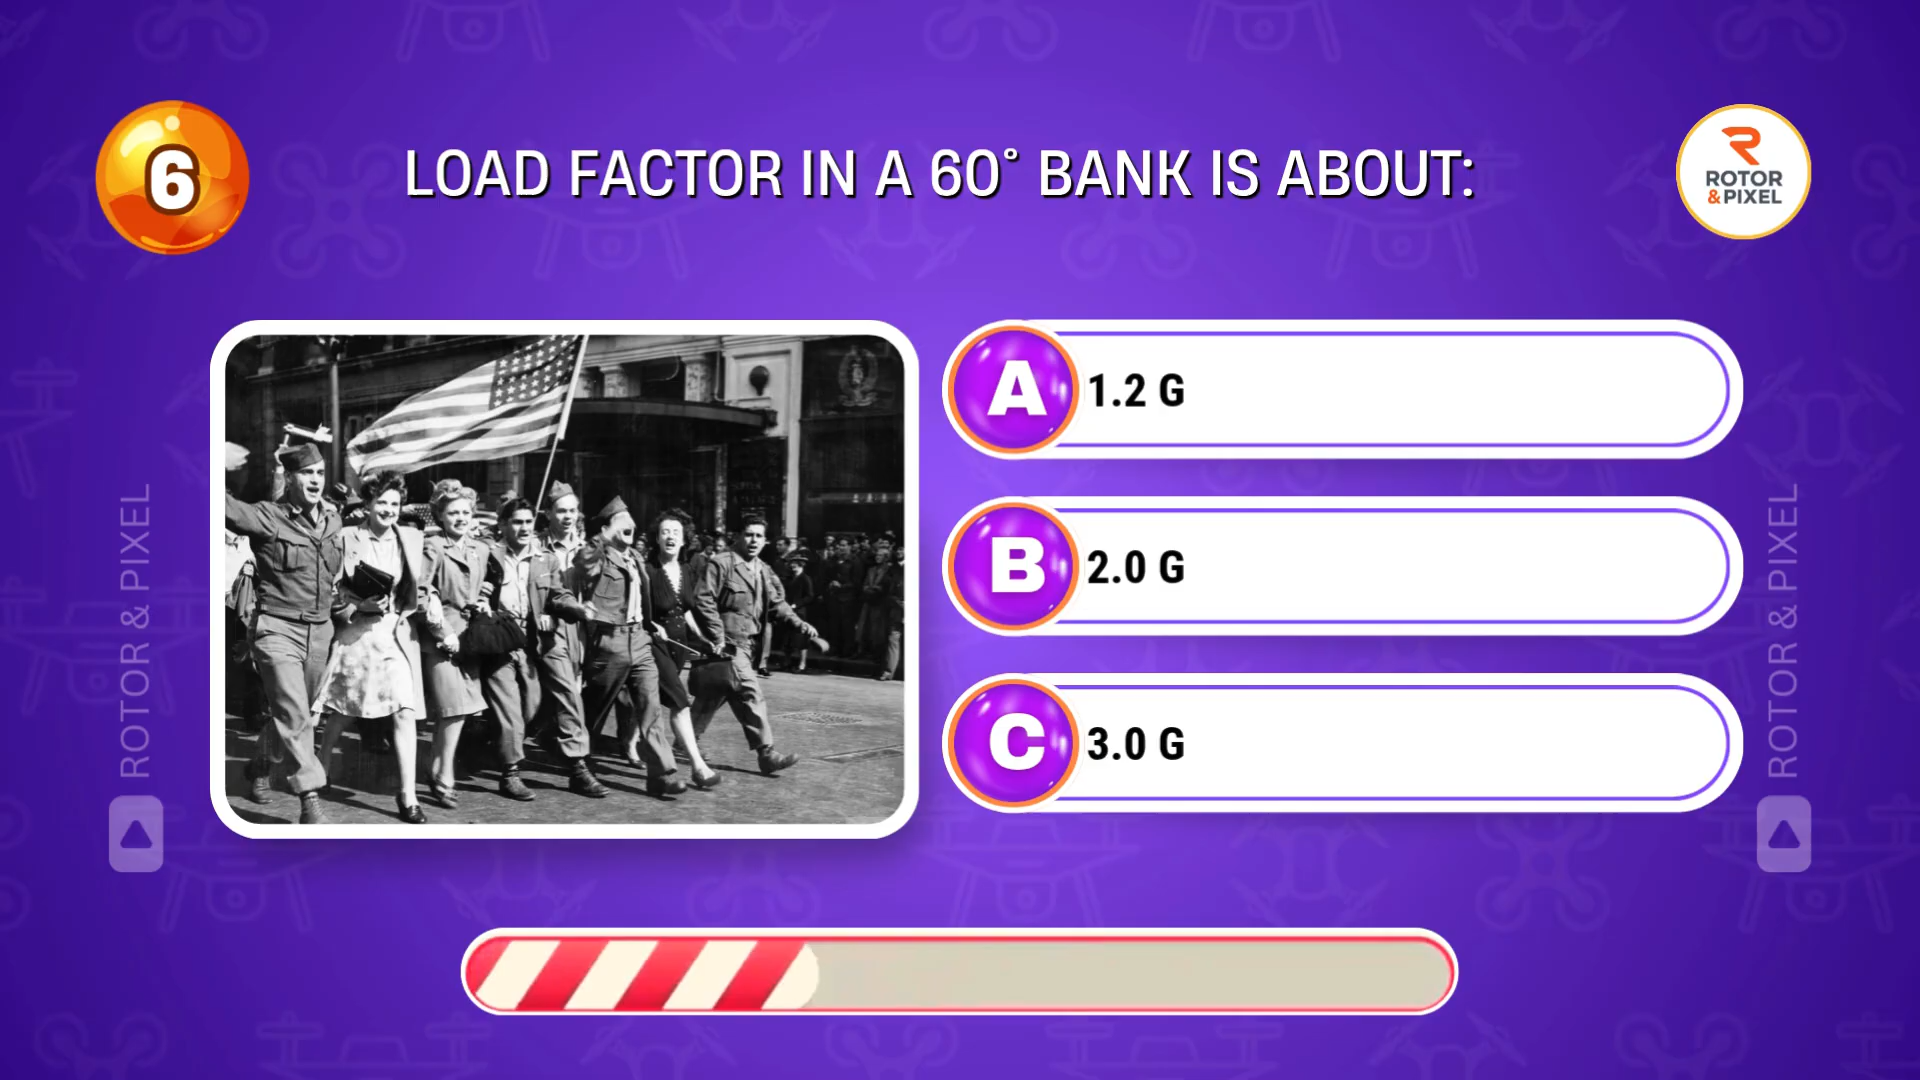 6
LOAD FACTOR IN A 60° BANK IS ABOUT:
ROTOR
&PIXEL
A 1.2 G
B 2.0 G
C 3.0 G
ROTOR & PIXEL
ROTOR & PIXEL